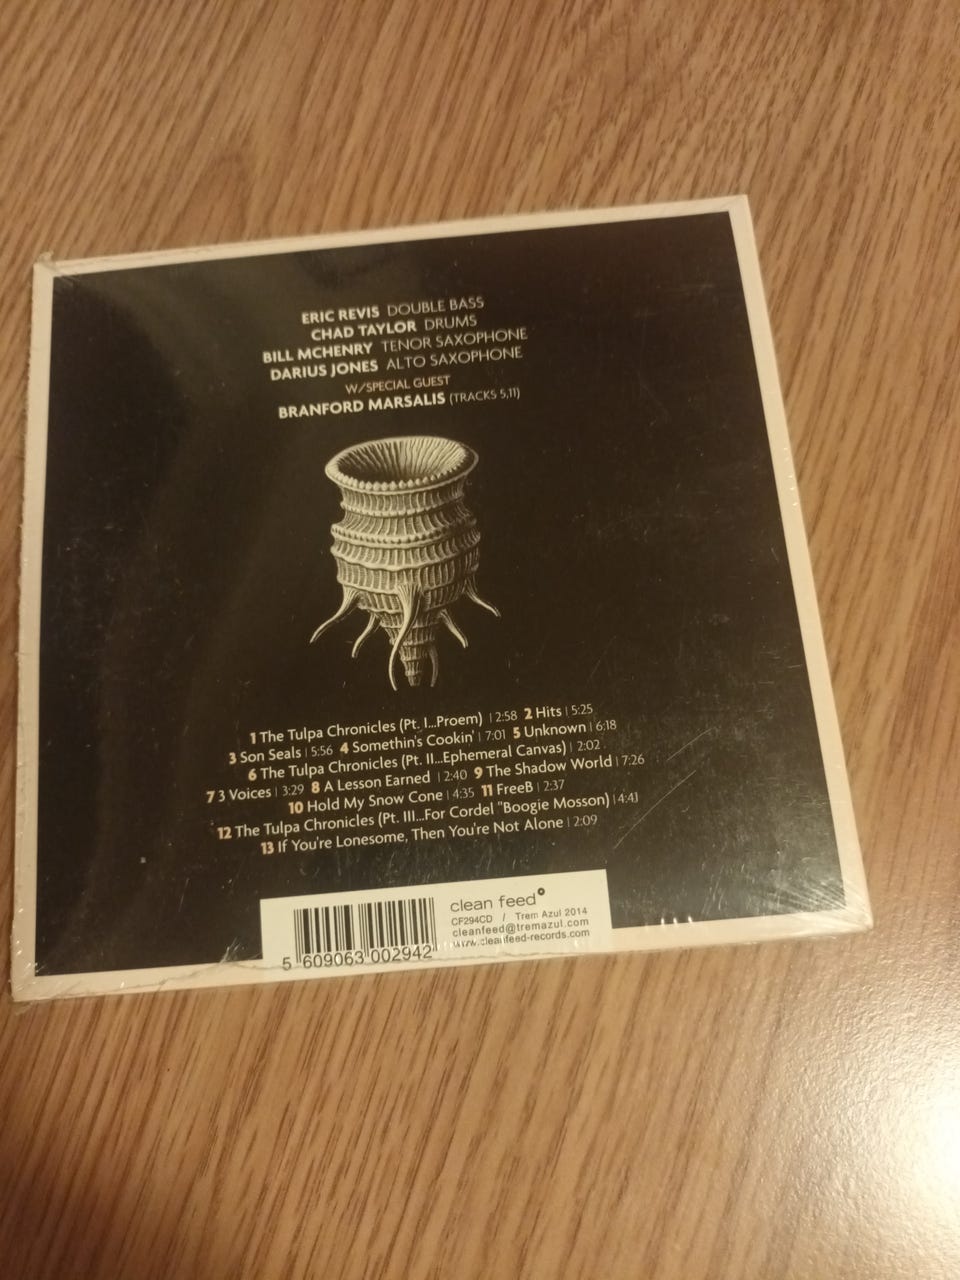 ERIC REVIS DOUBLE BASS
CHAD TAYLOR DRUMS
BILL MCHENRY TENOR SAXOPHONE
DARIUS JONES ALTO SAXOPHONE
W/SPECIAL GUEST
BRANFORD MARSALIS (TRACKS 5,11)
1 The Tulpa Chronicles (Pt. I...Proem) | 2:58 2 Hits | 5:25
3 Son Seals | 5:56 4 Somethin's Cookin' | 7:01 5 Unknown | 6:18
6 The Tulpa Chronicles (Pt. II...Ephemeral Canvas) | 2:02
7 3 Voices | 3:29 8 A Lesson Earned | 2:40 9 The Shadow World | 7:26
10 Hold My Snow Cone | 4:35 11 FreeB | 2:37
12 The Tulpa Chronicles (Pt. III...For Cordel "Boogie Mosson) | 4:41
13 If You're Lonesome, Then You're Not Alone | 2:09
clean feed
CF294CD / Trem Azul 2014
cleanfeed@tremazul.com
www.cleanfeed-records.com
5 609063 002942